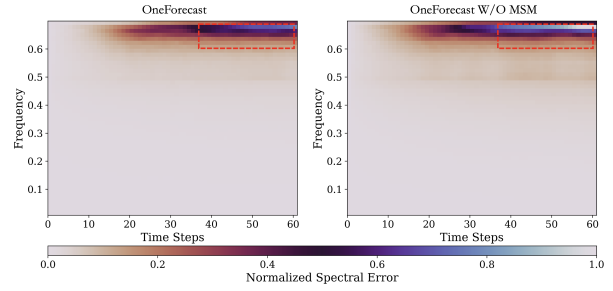 OneForecast
OneForecast W/O MSM
Frequency
0.6
0.5
0.4
0.3
0.2
0.1
0 10 20 30 40 50 60
Time Steps
Frequency
0.6
0.5
0.4
0.3
0.2
0.1
0 10 20 30 40 50 60
Time Steps
0.0 0.2 0.4 0.6 0.8 1.0
Normalized Spectral Error